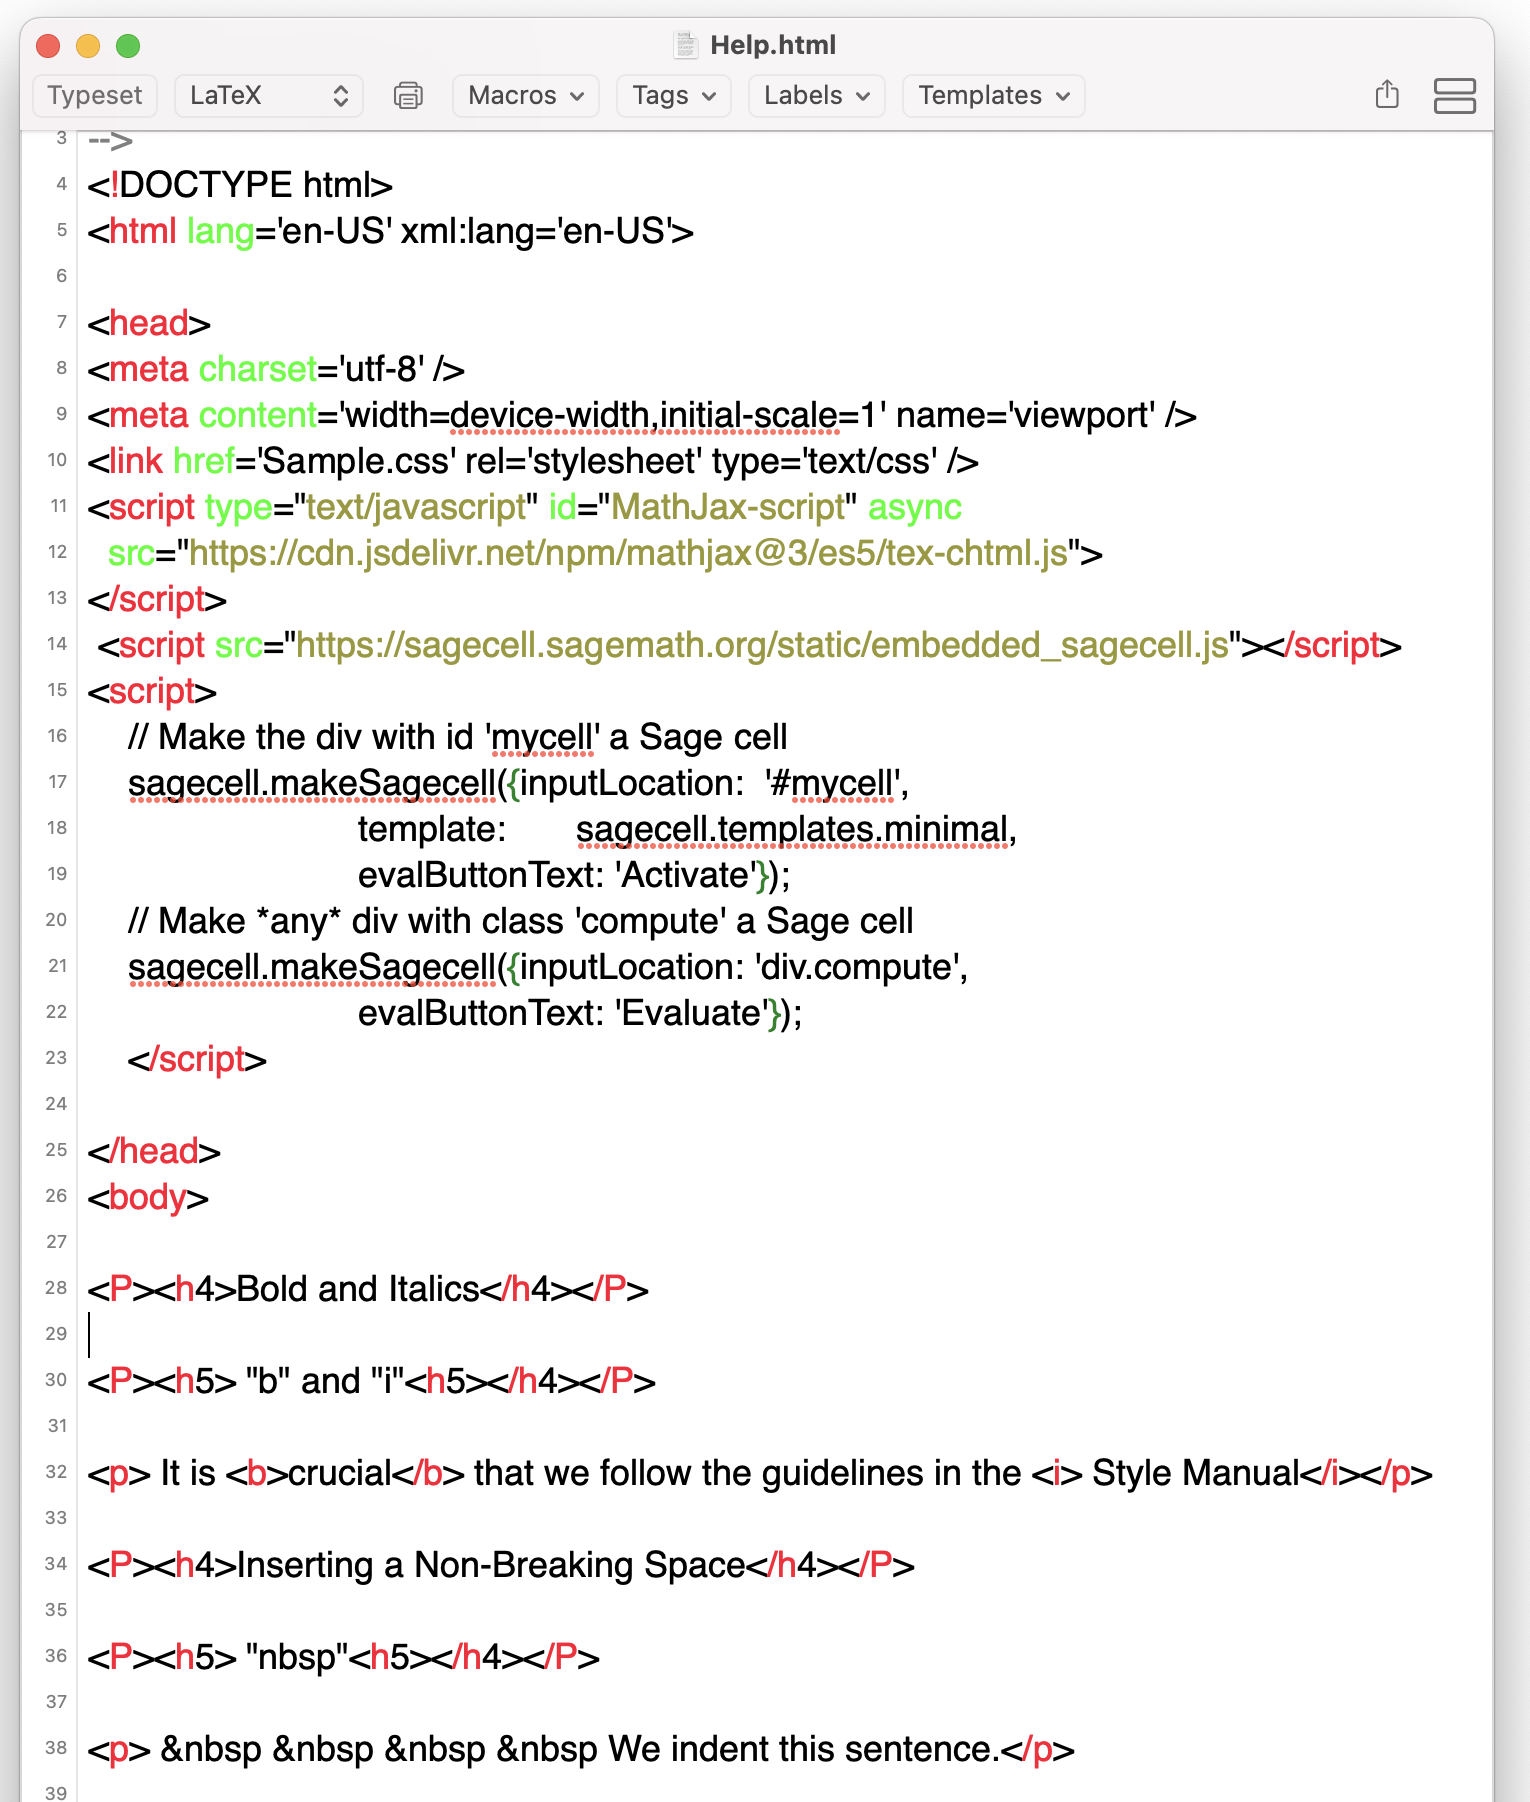 Help.html
Typeset LaTeX Macros Tags Labels Templates
3 -->
4 <!DOCTYPE html>
5 <html lang='en-US' xml:lang='en-US'>
6
7 <head>
8 <meta charset='utf-8' />
9 <meta content='width=device-width,initial-scale=1' name='viewport' />
10 <link href='Sample.css' rel='stylesheet' type='text/css' />
11 <script type="text/javascript" id="MathJax-script" async
12 src="https://cdn.jsdelivr.net/npm/mathjax@3/es5/tex-chtml.js">
13 </script>
14 <script src="https://sagecell.sagemath.org/static/embedded_sagecell.js"></script>
15 <script>
16 // Make the div with id 'mycell' a Sage cell
17 sagecell.makeSagecell({inputLocation: '#mycell',
18 template: sagecell.templates.minimal,
19 evalButtonText: 'Activate'});
20 // Make *any* div with class 'compute' a Sage cell
21 sagecell.makeSagecell({inputLocation: 'div.compute',
22 evalButtonText: 'Evaluate'});
23 </script>
24
25 </head>
26 <body>
27
28 <P><h4>Bold and Italics</h4></P>
29
30 <P><h5> "b" and "i"<h5></h4></P>
31
32 <p> It is <b>crucial</b> that we follow the guidelines in the <i> Style Manual</i></p>
33
34 <P><h4>Inserting a Non-Breaking Space</h4></P>
35
36 <P><h5> "nbsp"<h5></h4></P>
37
38 <p> &nbsp &nbsp &nbsp &nbsp We indent this sentence.</p>
39